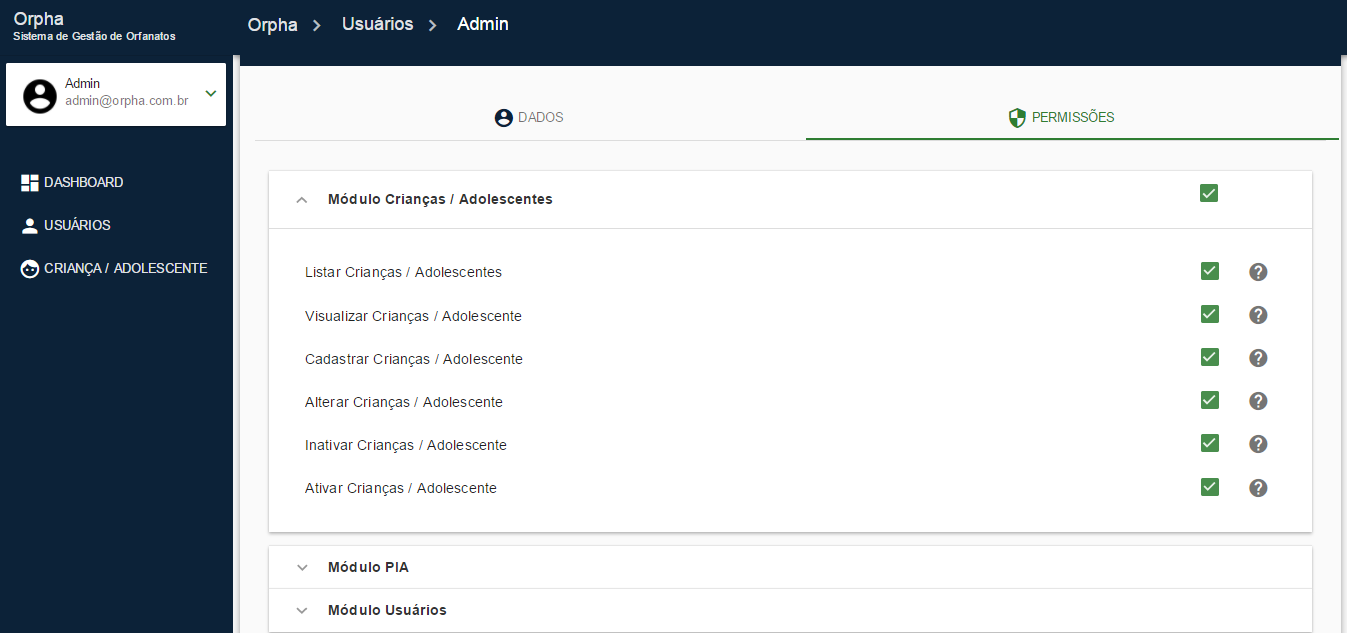 Orpha
Sistema de Gestão de Orfanatos
Orpha > Usuários > Admin
Admin
admin@orpha.com.br
DASHBOARD
USUÁRIOS
CRIANÇA / ADOLESCENTE
DADOS
PERMISSÕES
Módulo Crianças / Adolescentes
Listar Crianças / Adolescentes
Visualizar Crianças / Adolescente
Cadastrar Crianças / Adolescente
Alterar Crianças / Adolescente
Inativar Crianças / Adolescente
Ativar Crianças / Adolescente
Módulo PIA
Módulo Usuários